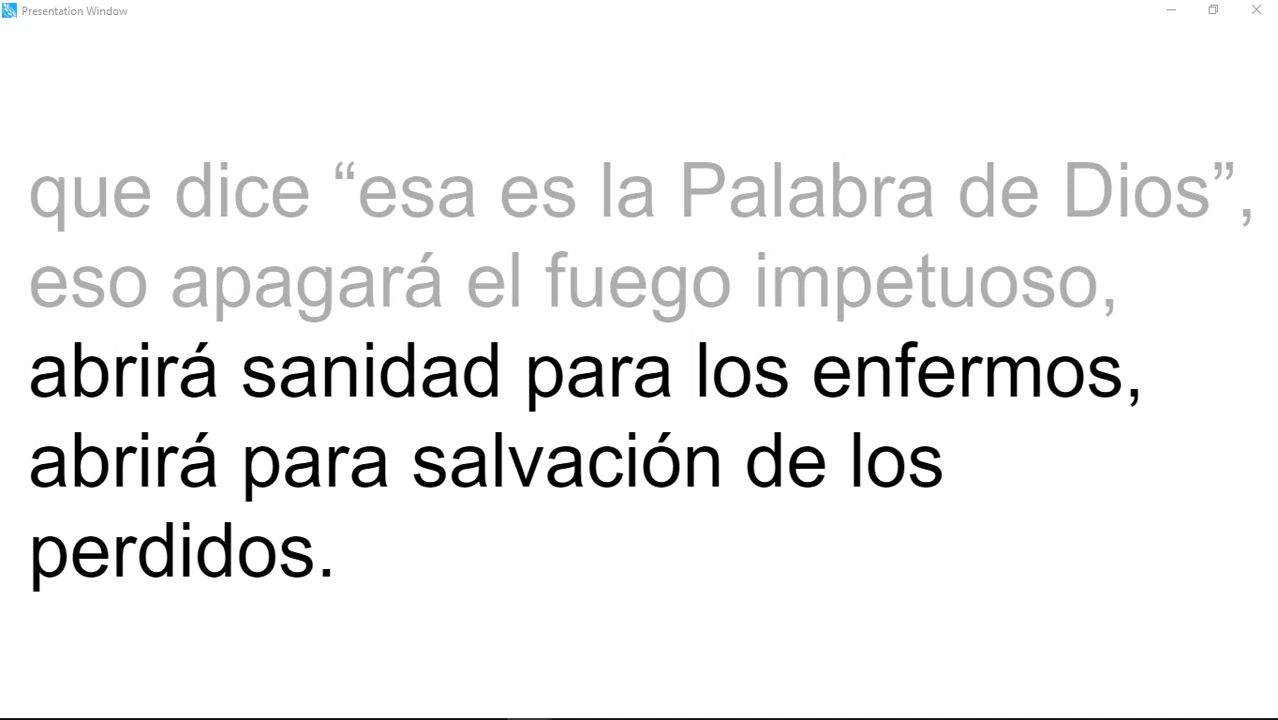 Presentation Window
que dice “esa es la Palabra de Dios”,
eso apagará el fuego impetuoso,
abrirá sanidad para los enfermos,
abrirá para salvación de los
perdidos.